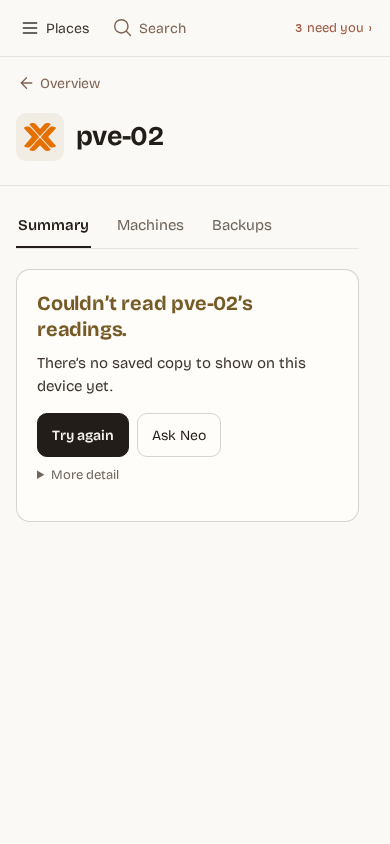 Places
Search
3 need you ›
← Overview
pve-02
Summary
Machines
Backups
Couldn't read pve-02's
readings.
There's no saved copy to show on this
device yet.
Try again
Ask Neo
▶ More detail